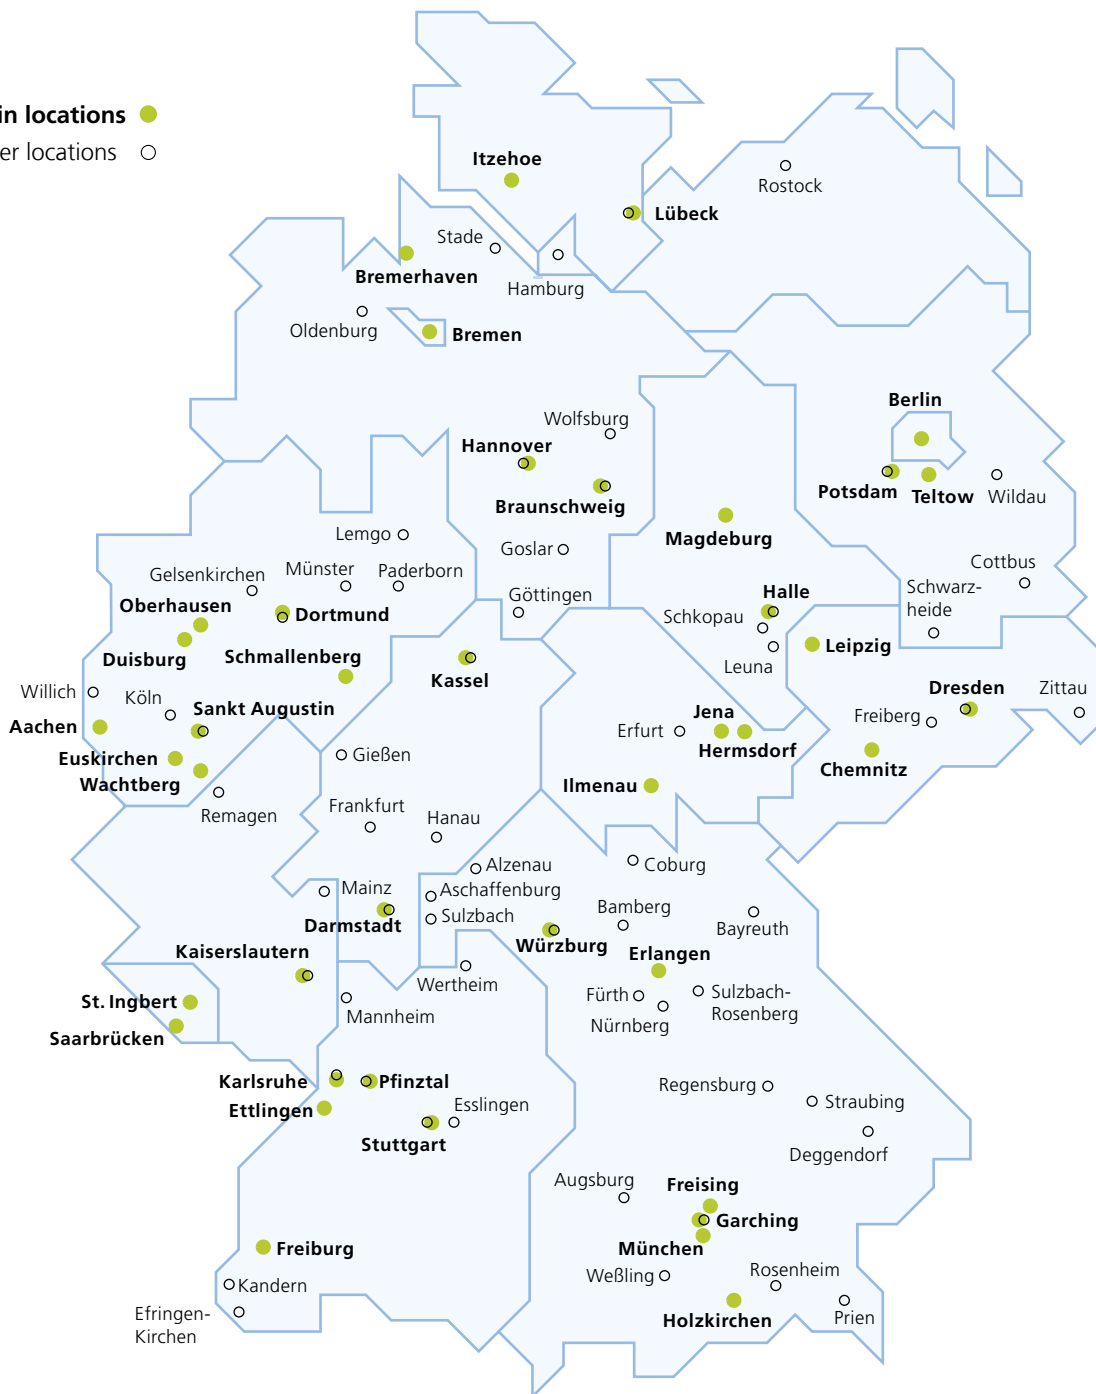 in locations
er locations
Itzehoe
Rostock
Lübeck
Stade
Bremerhaven
Hamburg
Oldenburg
Bremen
Berlin
Wolfsburg
Hannover
Potsdam
Teltow
Wildau
Braunschweig
Magdeburg
Lemgo
Goslar
Cottbus
Gelsenkirchen
Münster
Paderborn
Schwarz-
heide
Göttingen
Halle
Oberhausen
Dortmund
Schkopau
Leipzig
Duisburg
Schmallenberg
Leuna
Kassel
Willich
Köln
Sankt Augustin
Dresden
Zittau
Aachen
Jena
Freiberg
Erfurt
Hermsdorf
Euskirchen
Gießen
Chemnitz
Wachtberg
Ilmenau
Remagen
Frankfurt
Hanau
Alzenau
Coburg
Mainz
Aschaffenburg
Bamberg
Sulzbach
Darmstadt
Bayreuth
Würzburg
Kaiserslautern
Erlangen
Wertheim
St. Ingbert
Fürth
Sulzbach-
Rosenberg
Mannheim
Nürnberg
Saarbrücken
Karlsruhe
Pfinztal
Regensburg
Ettlingen
Esslingen
Straubing
Stuttgart
Deggendorf
Augsburg
Freising
Garching
Freiburg
München
Weßling
Rosenheim
Kandern
Efringen-
Kirchen
Holzkirchen
Prien